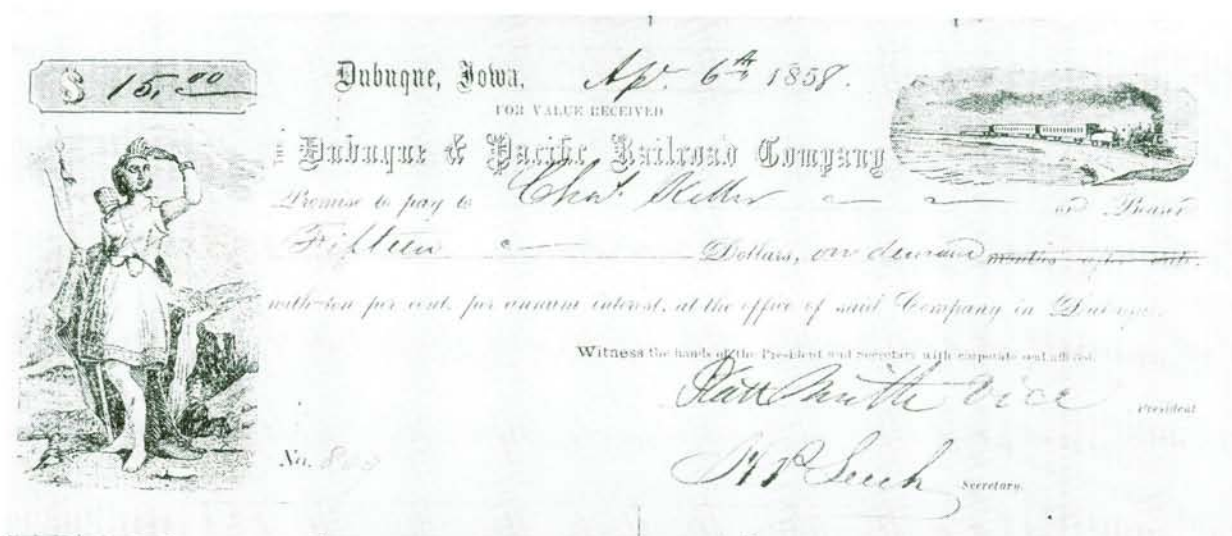 $ 15,00
Dubuque, Iowa, Apr. 6th 1858.
FOR VALUE RECEIVED
Dubuque & Pacific Railroad Company
Promise to pay to Chas. Keller and Bearer
Fifteen Dollars, on demand months after date.
with ten per cent. per annum interest, at the office of said Company in Dubuque
Witness the hands of the President and Secretary with corporate seal affixed.
Platt Smith Vice President
Secretary.
No.